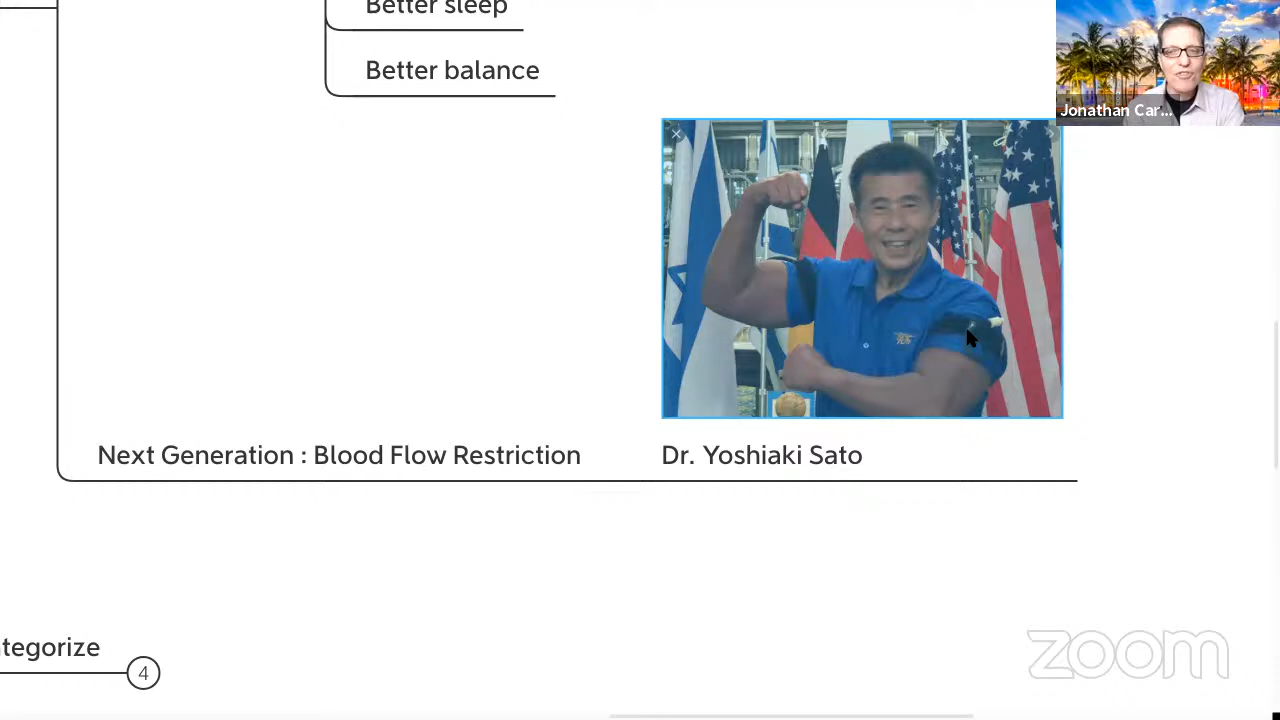 Better sleep
Better balance
Jonathan Car...
Next Generation : Blood Flow Restriction
Dr. Yoshiaki Sato
tegorize
4
zoom